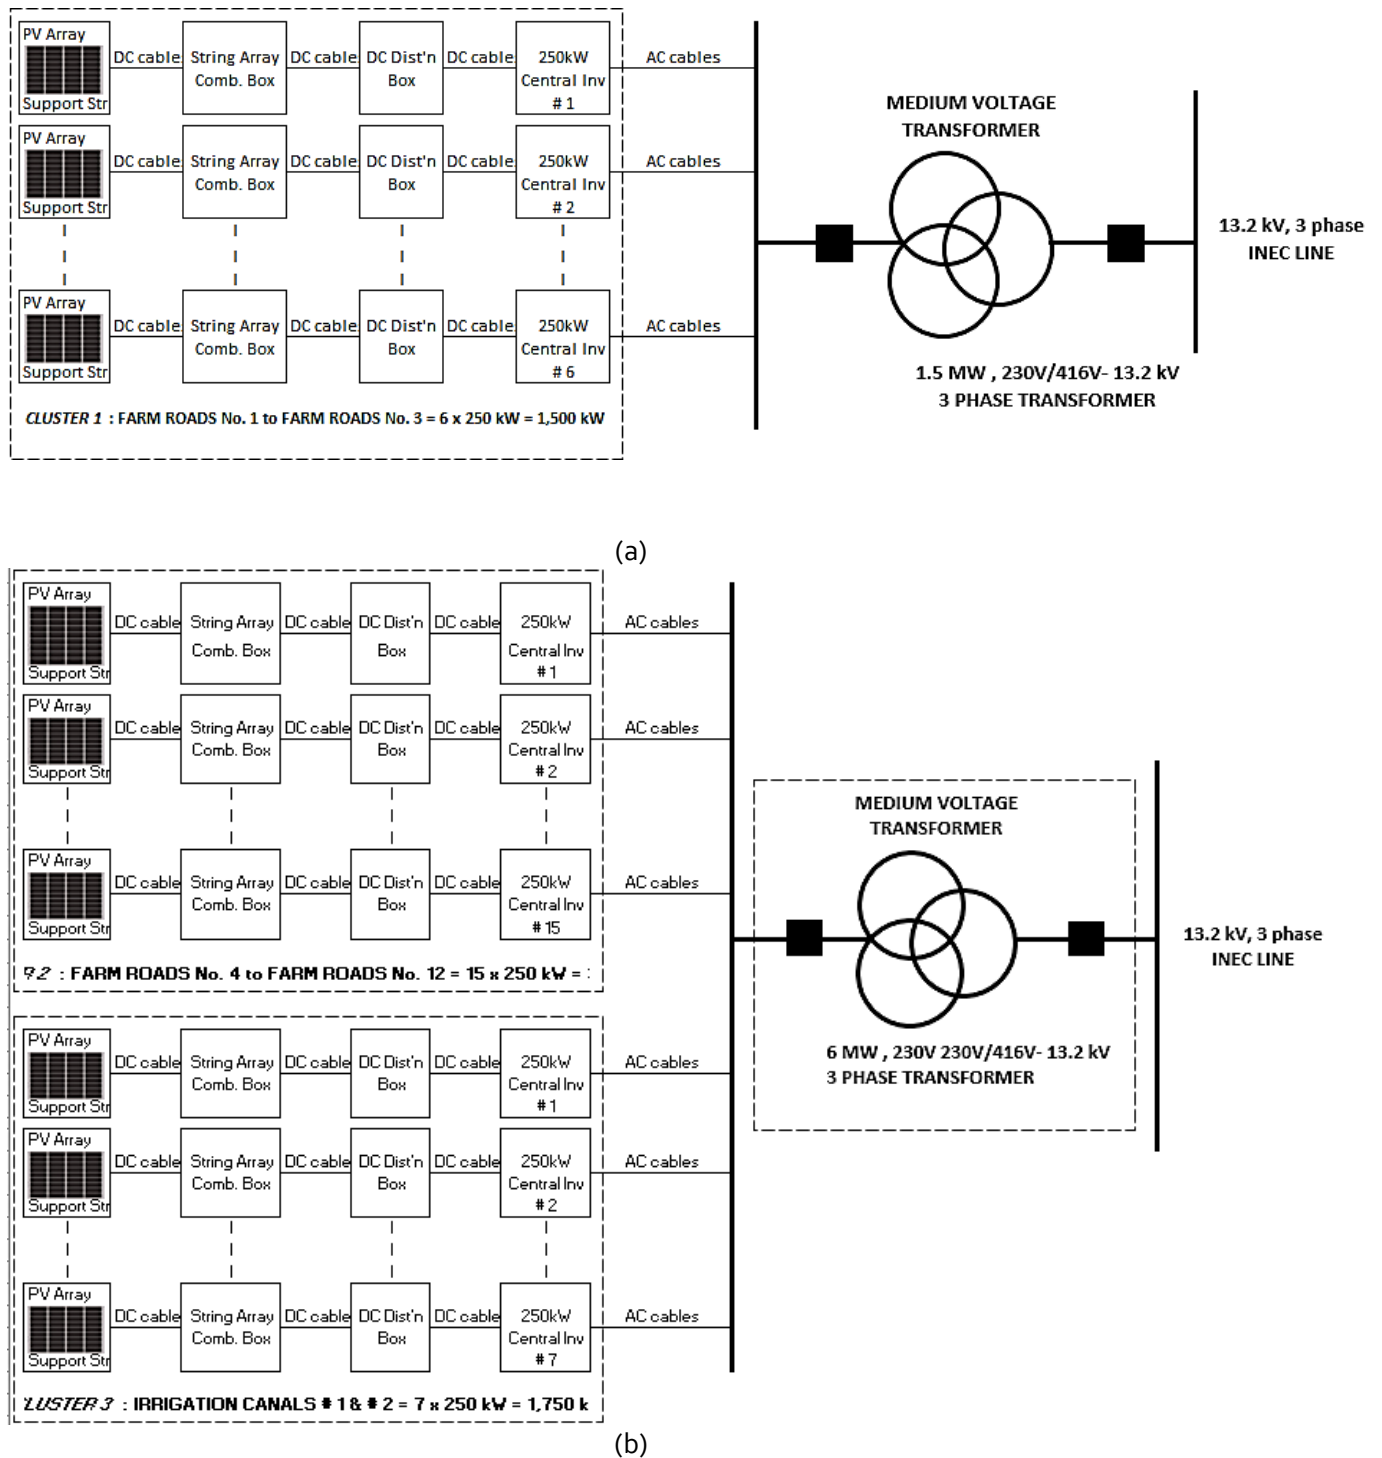 PV Array
Support Str
DC cable
String Array
Comb. Box
DC cable
DC Dist'n
Box
DC cable
250kW
Central Inv
# 1
AC cables
PV Array
Support Str
DC cable
String Array
Comb. Box
DC cable
DC Dist'n
Box
DC cable
250kW
Central Inv
# 2
AC cables
PV Array
Support Str
DC cable
String Array
Comb. Box
DC cable
DC Dist'n
Box
DC cable
250kW
Central Inv
# 6
AC cables
CLUSTER 1 : FARM ROADS No. 1 to FARM ROADS No. 3 = 6 x 250 kW = 1,500 kW
MEDIUM VOLTAGE
TRANSFORMER
1.5 MW , 230V/416V- 13.2 kV
3 PHASE TRANSFORMER
13.2 kV, 3 phase
INEC LINE
(a)
PV Array
Support Str
DC cable
String Array
Comb. Box
DC cable
DC Dist'n
Box
DC cable
250kW
Central Inv
# 1
AC cables
PV Array
Support Str
DC cable
String Array
Comb. Box
DC cable
DC Dist'n
Box
DC cable
250kW
Central Inv
# 2
AC cables
PV Array
Support Str
DC cable
String Array
Comb. Box
DC cable
DC Dist'n
Box
DC cable
250kW
Central Inv
# 15
AC cables
2 : FARM ROADS No. 4 to FARM ROADS No. 12 = 15 x 250 kW =
PV Array
Support Str
DC cable
String Array
Comb. Box
DC cable
DC Dist'n
Box
DC cable
250kW
Central Inv
# 1
AC cables
PV Array
Support Str
DC cable
String Array
Comb. Box
DC cable
DC Dist'n
Box
DC cable
250kW
Central Inv
# 2
AC cables
PV Array
Support Str
DC cable
String Array
Comb. Box
DC cable
DC Dist'n
Box
DC cable
250kW
Central Inv
# 7
AC cables
LUSTER 3 : IRRIGATION CANALS # 1 & # 2 = 7 x 250 kW = 1,750 k
MEDIUM VOLTAGE
TRANSFORMER
6 MW , 230V 230V/416V- 13.2 kV
3 PHASE TRANSFORMER
13.2 kV, 3 phase
INEC LINE
(b)